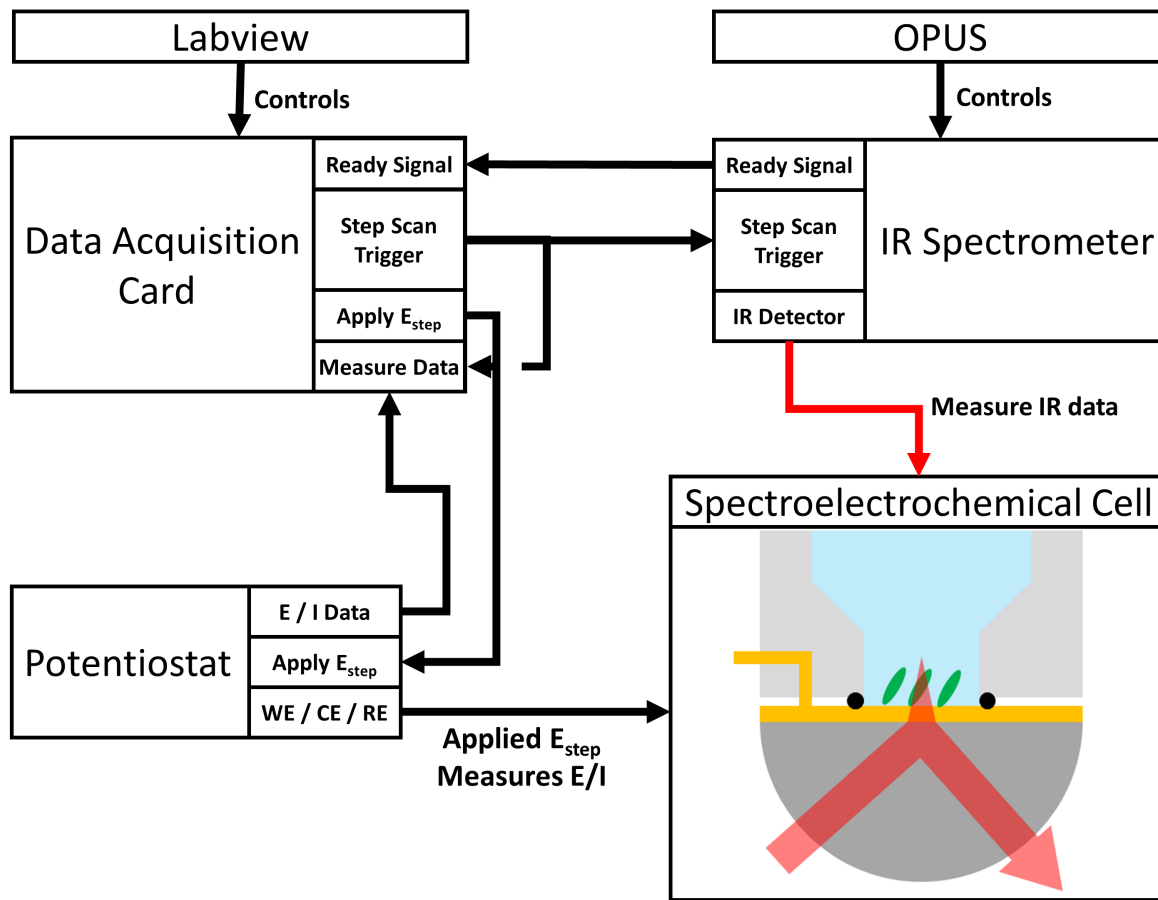 Labview
OPUS
Controls
Controls
Data Acquisition
Card
Ready Signal
Step Scan
Trigger
Apply Estep
Measure Data
Ready Signal
Step Scan
Trigger
IR Detector
IR Spectrometer
Measure IR data
Spectroelectrochemical Cell
Potentiostat
E / I Data
Apply Estep
WE / CE / RE
Applied Estep
Measures E/I